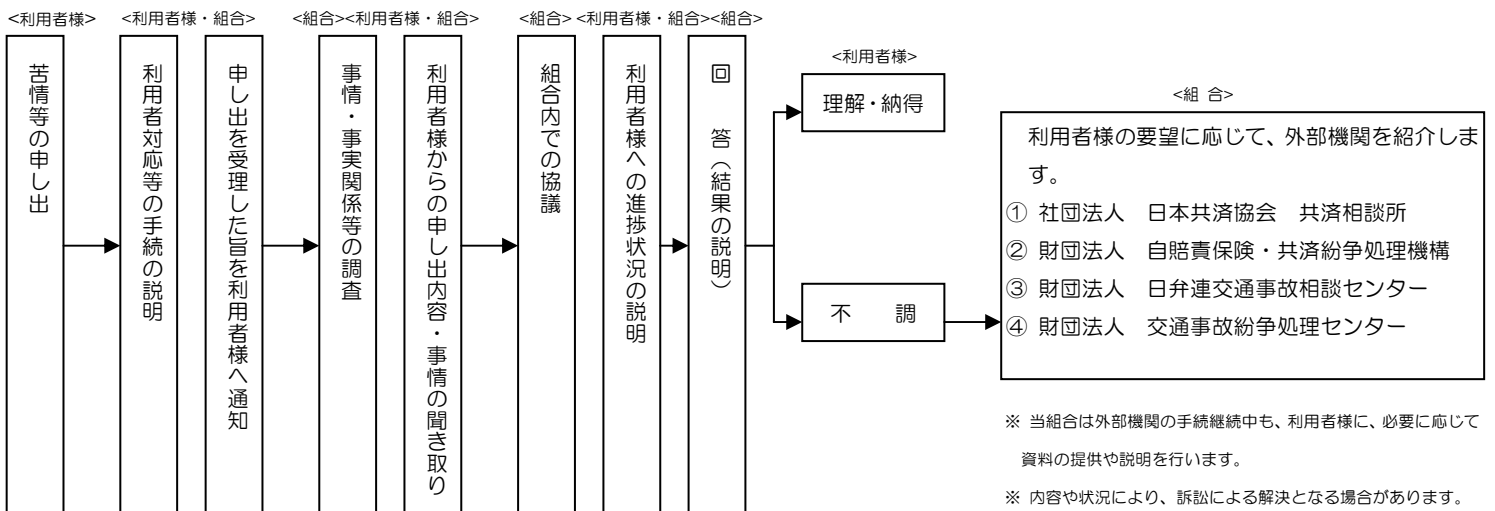 <利用者様>
<利用者様・組合>
<組合><利用者様・組合>
<組合>
<利用者様・組合><組合>
苦情等の申し出
利用者対応等の手続の説明
申し出を受理した旨を利用者様へ通知
事情・事実関係等の調査
利用者様からの申し出内容・事情の聞き取り
組合内での協議
利用者様への進捗状況の説明
回　答（結果の説明）
<利用者様>
理解・納得
不　調
<組 合>
利用者様の要望に応じて、外部機関を紹介しま
す。
① 社団法人　日本共済協会　共済相談所
② 財団法人　自賠責保険・共済紛争処理機構
③ 財団法人　日弁連交通事故相談センター
④ 財団法人　交通事故紛争処理センター
※ 当組合は外部機関の手続継続中も、利用者様に、必要に応じて
資料の提供や説明を行います。
※ 内容や状況により、訴訟による解決となる場合があります。